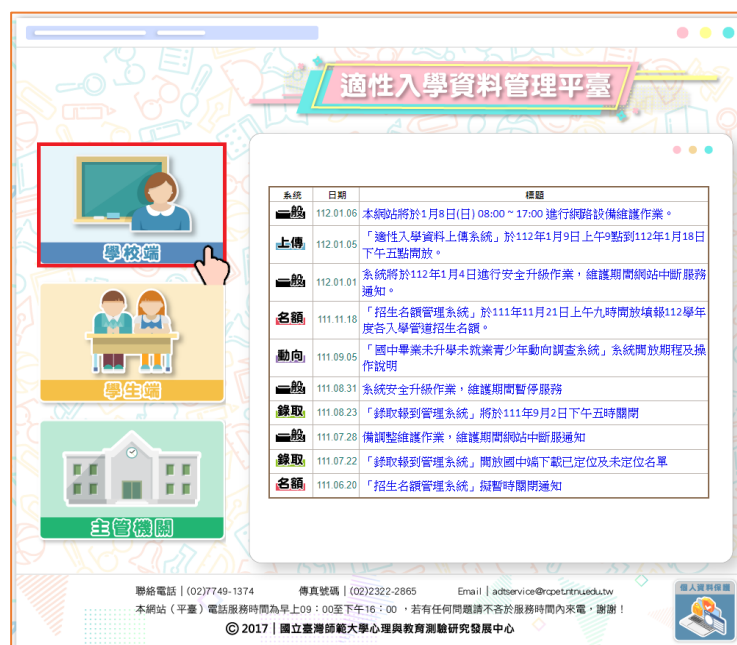 適性入學資料管理平臺
學校端
學生端
主管機關
系統 日期 標題
一般 112.01.06 本網站將於1月8日(日) 08:00 ~ 17:00 進行網路設備維護作業。
上傳 112.01.05 「適性入學資料上傳系統」於112年1月9日上午9點到112年1月18日
下午五點開放。
一般 112.01.01 系統將於112年1月4日進行安全升級作業，維護期間網站中斷服務
通知。
名額 111.11.18 「招生名額管理系統」於111年11月21日上午九時開放填報112學年
度各入學管道招生名額。
動向 111.09.05 「國中畢業未升學未就業青少年動向調查系統」系統開放期程及操
作說明
一般 111.08.31 系統安全升級作業，維護期間暫停服務
錄取 111.08.23 「錄取報到管理系統」將於111年9月2日下午五時關閉
一般 111.07.28 備調整維護作業，維護期間網站中斷服通知
錄取 111.07.22 「錄取報到管理系統」開放國中端下載已定位及未定位名單
名額 111.06.20 「招生名額管理系統」擬暫時關閉通知
聯絡電話│(02)7749-1374 傳真號碼│(02)2322-2865 Email│adtservice@rcpet.ntnu.edu.tw
本網站（平臺）電話服務時間為早上09：00至下午16：00 ，若有任何問題請不吝於服務時間內來電，謝謝！
© 2017│國立臺灣師範大學心理與教育測驗研究發展中心
個人資料保護